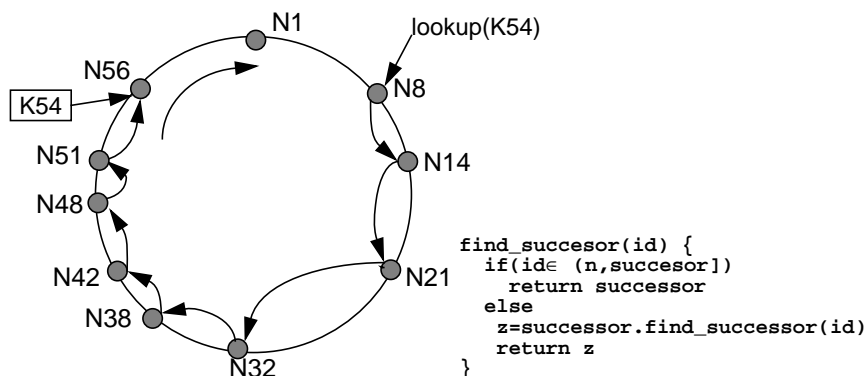 N1
lookup(K54)
N56
N8
K54
N51
N14
N48
find_succesor(id) {
if(id∈ (n,succesor])
return successor
else
z=successor.find_successor(id)
return z
}
N21
N42
N38
N32